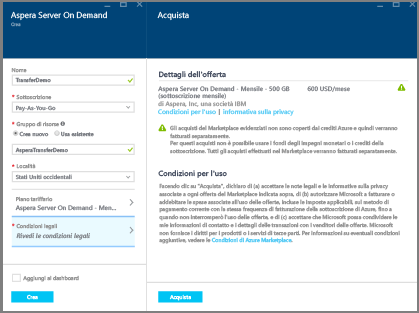 Aspera Server On Demand
Crea
Nome
TransferDemo
* Sottoscrizione
Pay-As-You-Go
* Gruppo di risorse
Crea nuovo
Usa esistente
AsperaTransferDemo
* Località
Stati Uniti occidentali
Piano tariffario
Aspera Server On Demand - Men...
* Condizioni legali
Rivedi le condizioni legali
Aggiungi al dashboard
Crea
Acquista
Dettagli dell'offerta
Aspera Server On Demand - Mensile - 500 GB 600 USD/mese
(sottoscrizione mensile)
di Aspera, Inc, una società IBM
Condizioni per l'uso | Informativa sulla privacy
Gli acquisti del Marketplace evidenziati non sono coperti dai crediti Azure e quindi verranno
fatturati separatamente.
Per questi acquisti non è possibile usare i fondi degli impegni monetari o i crediti della
sottoscrizione. Tutti gli acquisti effettuati nel Marketplace verranno fatturati separatamente.
Condizioni per l'uso
Facendo clic su "Acquista", dichiaro di (a) accettare le note legali e le informative sulla privacy
associate a ogni offerta del Marketplace indicata sopra, di (b) autorizzare Microsoft a fatturare o
addebitare le spese associate all'uso delle offerte, incluse le imposte applicabili, sul metodo di
pagamento corrente con la stessa frequenza di fatturazione della sottoscrizione di Azure, fino a
quando non interromperò l'uso delle offerte, e di (c) accettare che Microsoft possa condividere le
mie informazioni di contatto e i dettagli delle transazioni con i venditori delle offerte. Microsoft
non fornisce i diritti per i prodotti o i servizi di terze parti. Per informazioni su eventuali condizioni
aggiuntive, vedere le Condizioni di Azure Marketplace.
Acquista